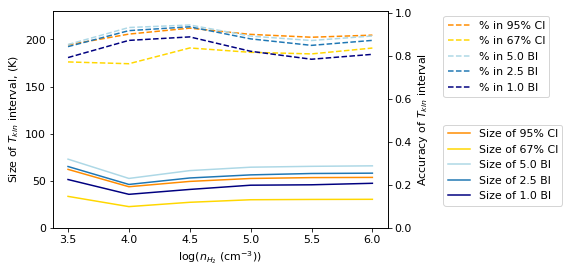 Size of T_kin interval, (K)
200
150
100
50
0
3.5 4.0 4.5 5.0 5.5 6.0
log(n_H₂ (cm⁻³))
1.0
0.8
0.6
0.4
0.2
0.0
Accuracy of T_kin interval
% in 95% CI
% in 67% CI
% in 5.0 BI
% in 2.5 BI
% in 1.0 BI
Size of 95% CI
Size of 67% CI
Size of 5.0 BI
Size of 2.5 BI
Size of 1.0 BI